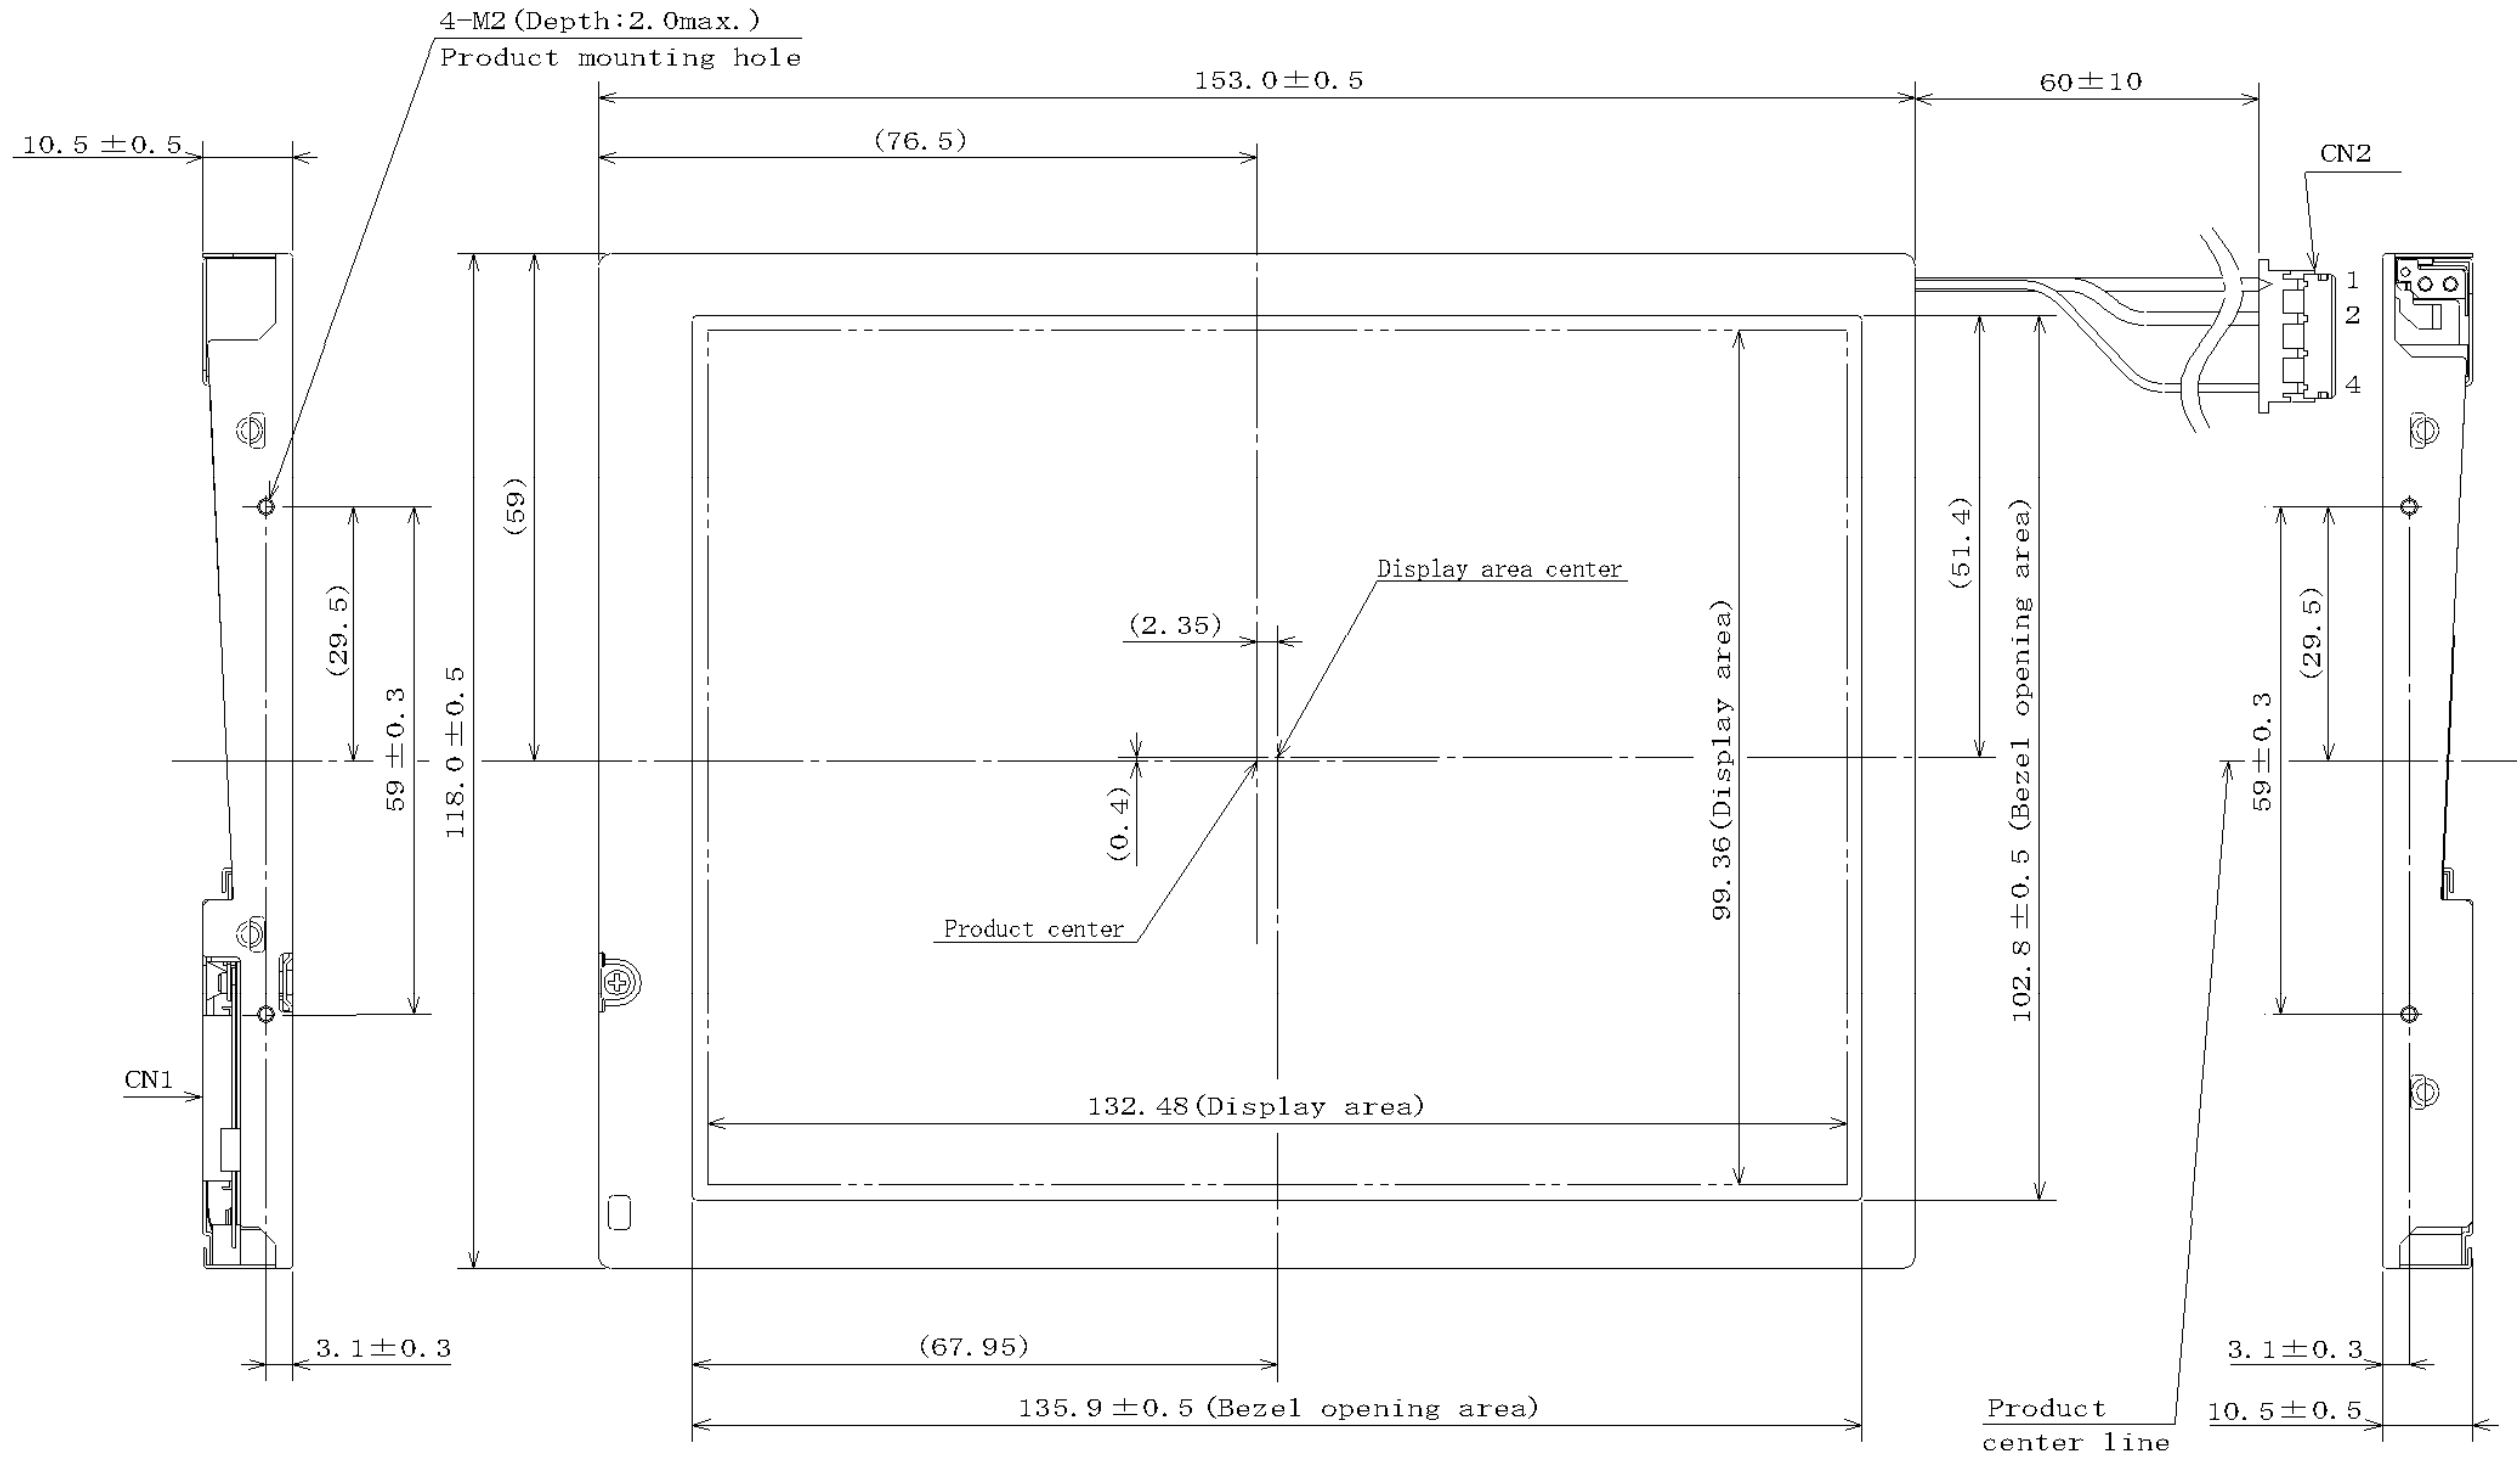 4-M2(Depth:2.0max.)
Product mounting hole
153.0±0.5
60±10
10.5±0.5
(76.5)
CN2
1
2
4
(59)
(51.4)
(29.5)
59±0.3
118.0±0.5
Display area center
(2.35)
(0.4)
Product center
99.36(Display area)
102.8±0.5(Bezel opening area)
(29.5)
59±0.3
CN1
132.48(Display area)
3.1±0.3
(67.95)
135.9±0.5(Bezel opening area)
3.1±0.3
10.5±0.5
Product
center line